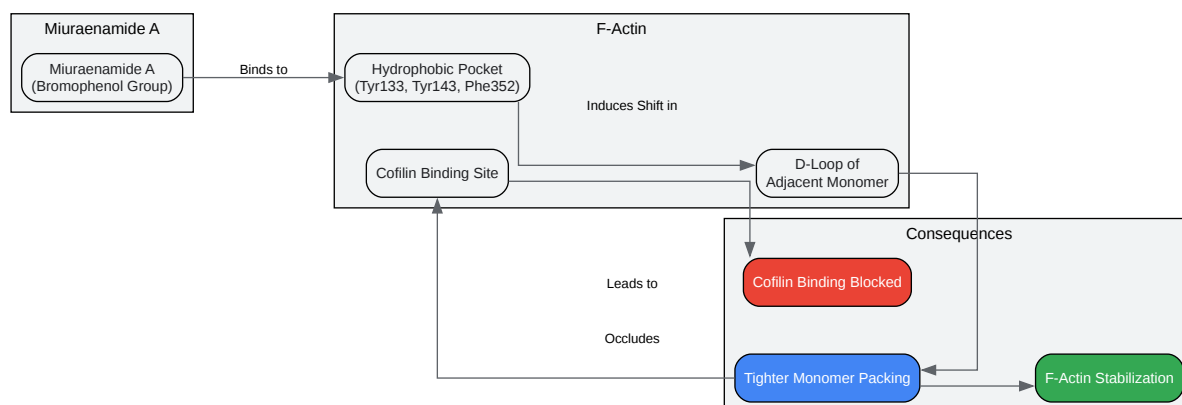 Miuraenamide A
F-Actin
Miuraenamide A
(Bromophenol Group)
Binds to
Hydrophobic Pocket
(Tyr133, Tyr143, Phe352)
Induces Shift in
Cofilin Binding Site
D-Loop of
Adjacent Monomer
Consequences
Cofilin Binding Blocked
Leads to
Occludes
Tighter Monomer Packing
F-Actin Stabilization